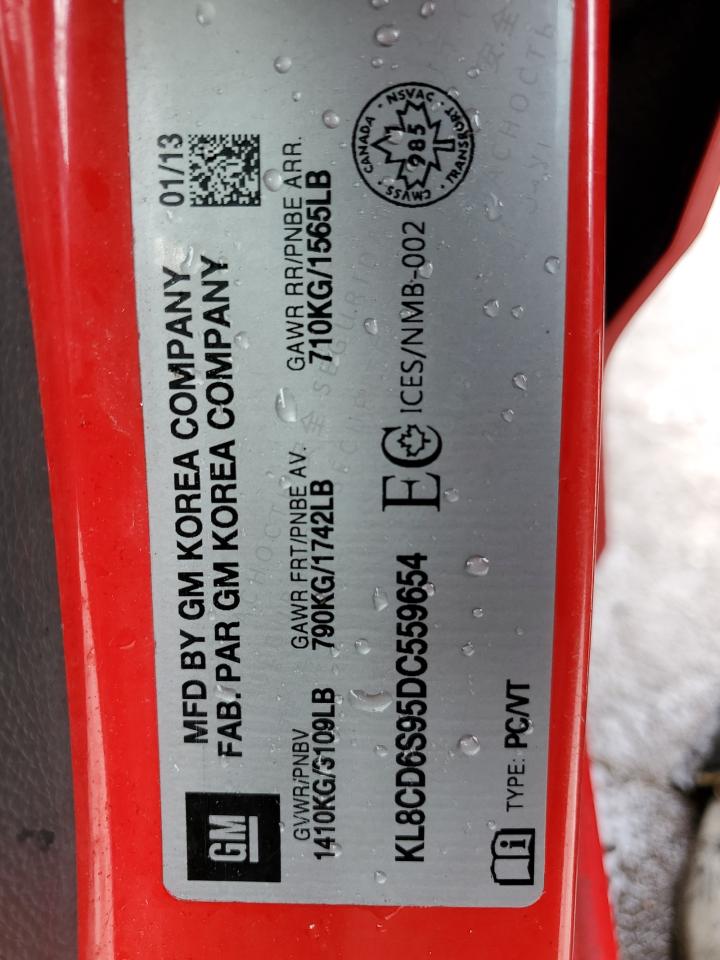 MFD BY GM KOREA COMPANY 01/13
FAB. PAR GM KOREA COMPANY
GM
GVWR/PNBV GAWR FRT/PNBE AV. GAWR RR/PNBE ARR.
1410KG/3109LB 790KG/1742LB 710KG/1565LB
KL8CD6S95DC559654 EC ICES/NMB-002
CANADA · NSVAC · TRANSPORT · CMVSS
985
TYPE: PC/VT